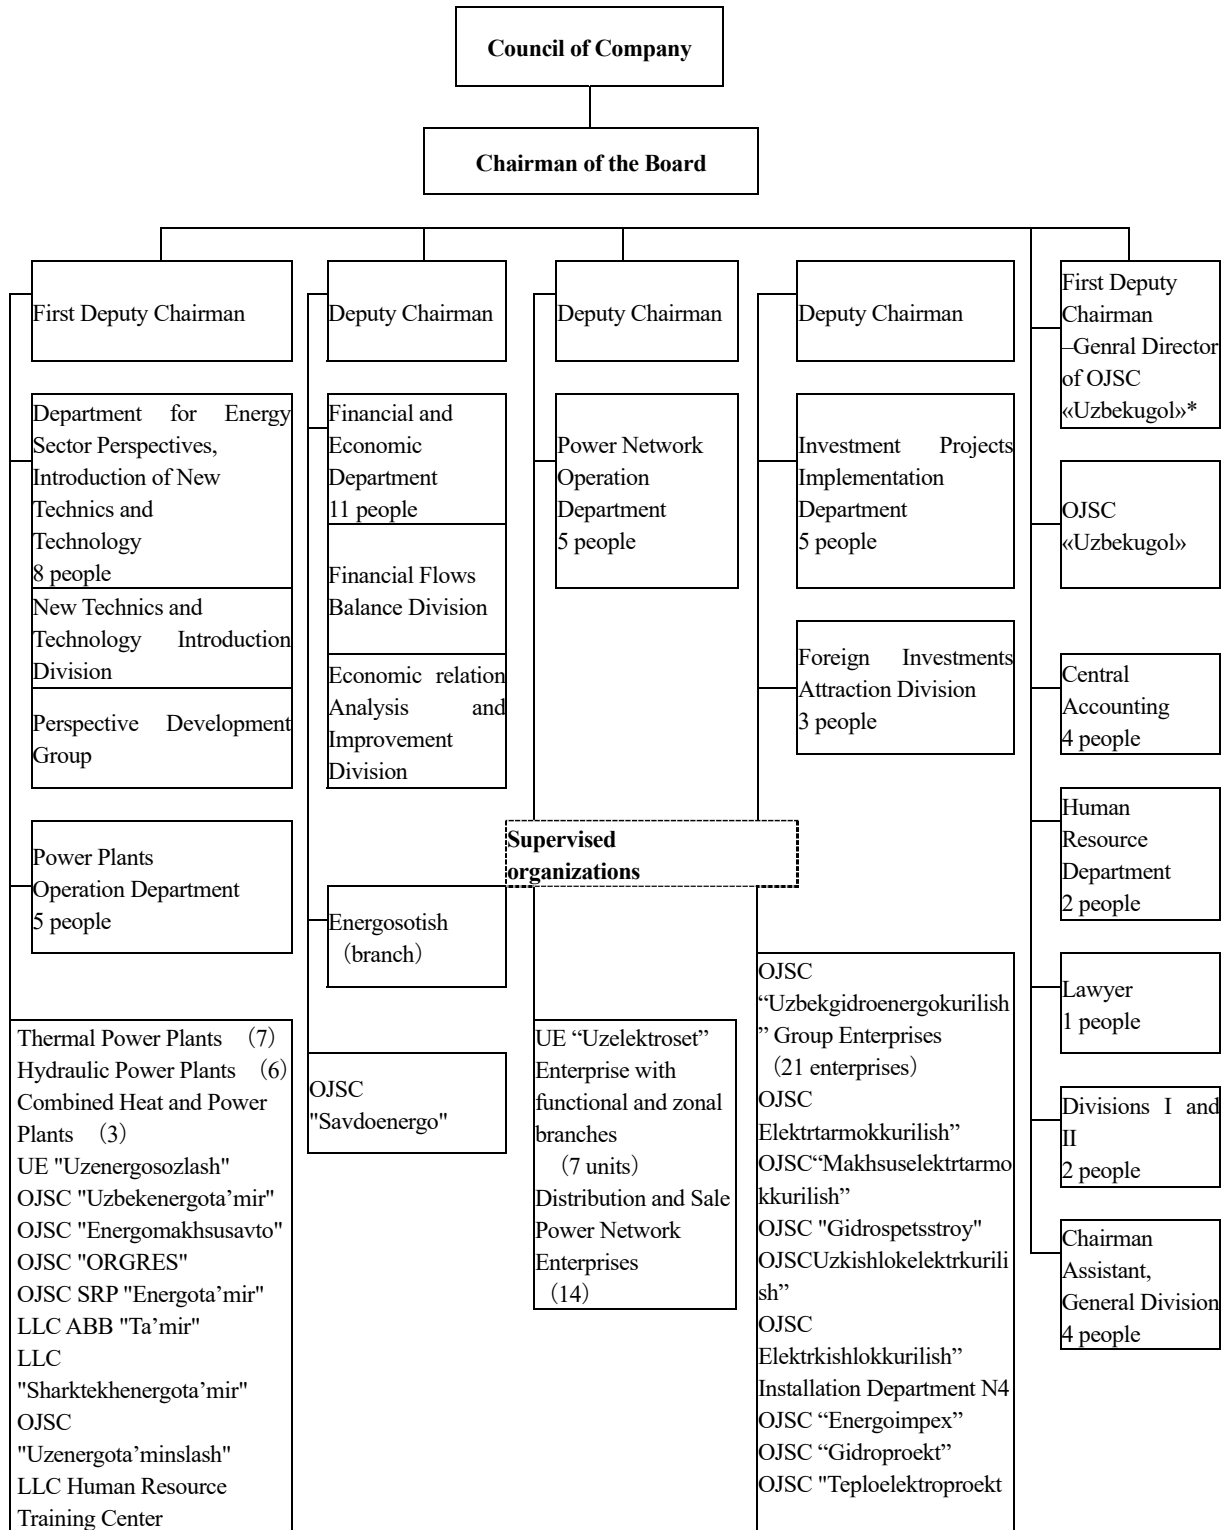 Council of Company
Chairman of the Board
First Deputy Chairman
Department for Energy
Sector Perspectives,
Introduction of New
Technics and
Technology
8 people
New Technics and
Technology Introduction
Division
Perspective Development
Group
Power Plants
Operation Department
5 people
Thermal Power Plants (7)
Hydraulic Power Plants (6)
Combined Heat and Power
Plants (3)
UE "Uzenergosozlash"
OJSC "Uzbekenergota’mir"
OJSC "Energomakhsusavto"
OJSC "ORGRES"
OJSC SRP "Energota’mir"
LLC ABB "Ta’mir"
LLC
"Sharktekhenergota’mir"
OJSC
"Uzenergota’minslash"
LLC Human Resource
Training Center
Deputy Chairman
Financial and
Economic
Department
11 people
Financial Flows
Balance Division
Economic relation
Analysis and
Improvement
Division
Energosotish
(branch)
OJSC
"Savdoenergo"
Deputy Chairman
Power Network
Operation
Department
5 people
Supervised
organizations
UE “Uzelektroset”
Enterprise with
functional and zonal
branches
(7 units)
Distribution and Sale
Power Network
Enterprises
(14)
Deputy Chairman
Investment Projects
Implementation
Department
5 people
Foreign Investments
Attraction Division
3 people
OJSC
“Uzbekgidroenergokurilish
” Group Enterprises
(21 enterprises)
OJSC
Elektrtarmokkurilish”
OJSC“Makhsuselektrtarmo
kkurilish”
OJSC "Gidrospetsstroy"
OJSCUzkishlokelektrkurili
sh”
OJSC
Elektrkishlokkurilish”
Installation Department N4
OJSC “Energoimpex”
OJSC “Gidroproekt”
OJSC "Teploelektroproekt
First Deputy
Chairman
–Genral Director
of OJSC
«Uzbekugol»*
OJSC
«Uzbekugol»
Central
Accounting
4 people
Human
Resource
Department
2 people
Lawyer
1 people
Divisions I and
II
2 people
Chairman
Assistant,
General Division
4 people